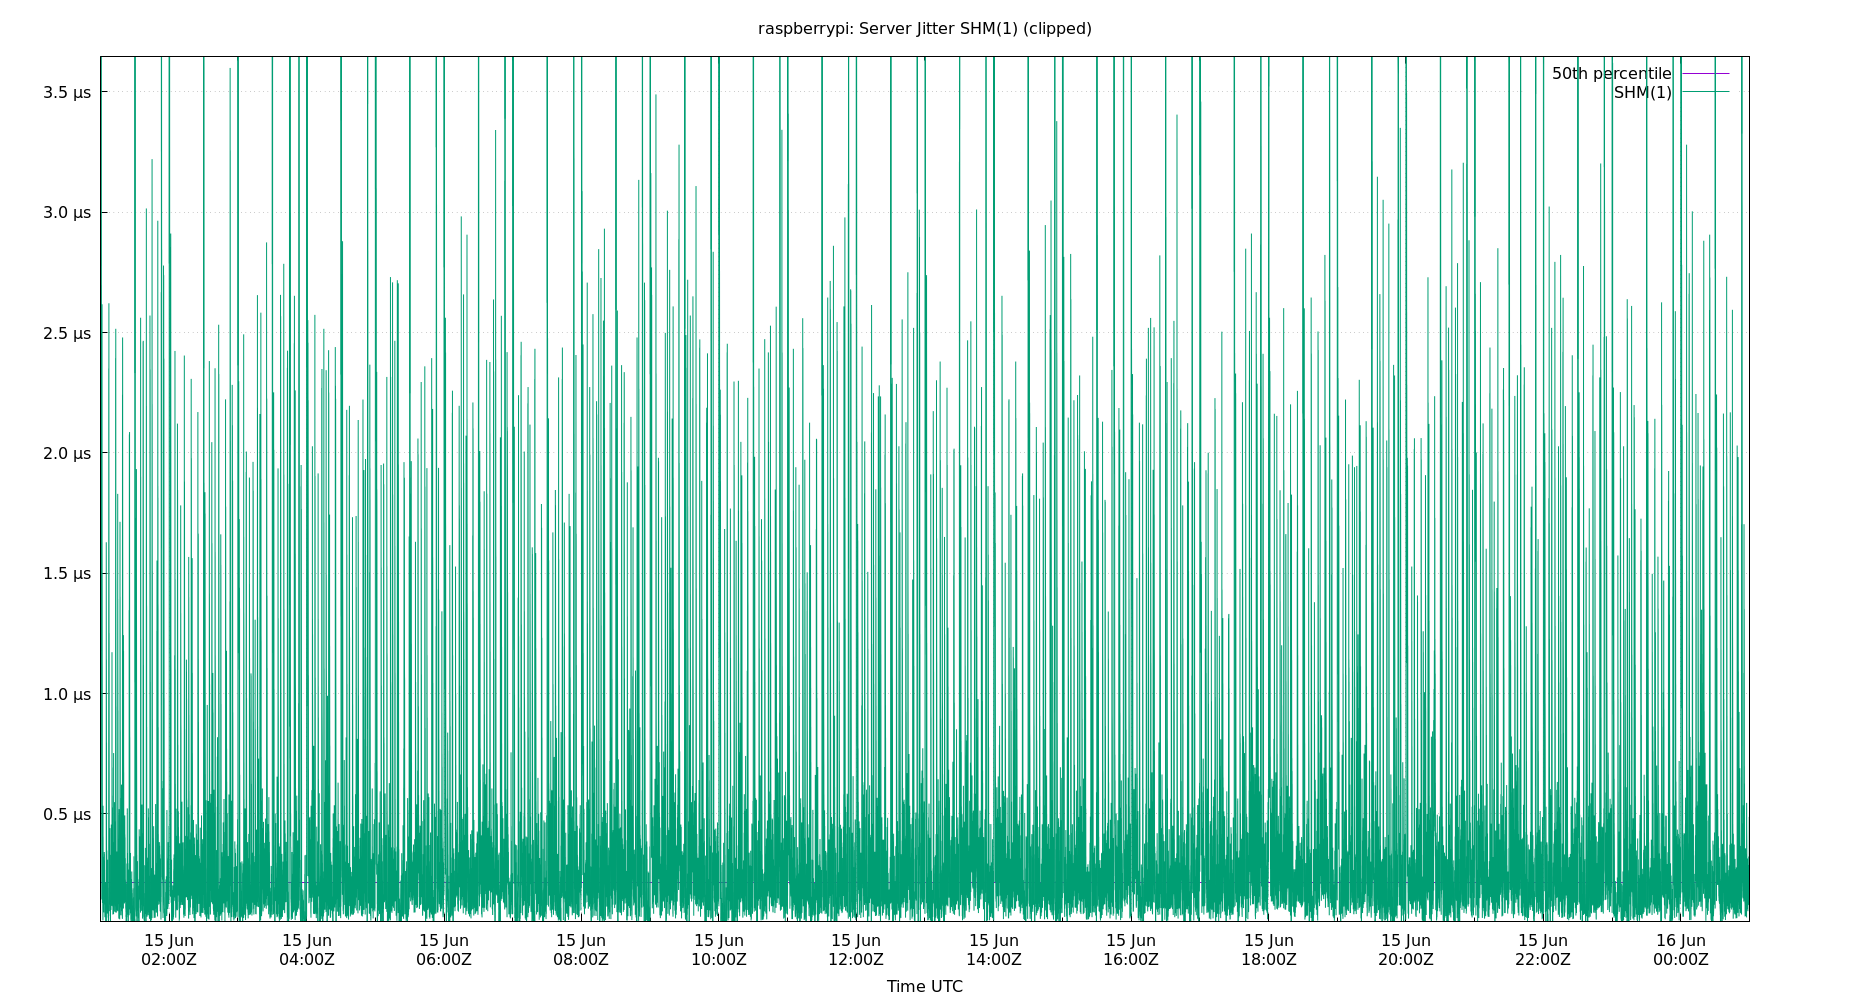 raspberrypi: Server Jitter SHM(1) (clipped)
50th percentile
SHM(1)
3.5 µs
3.0 µs
2.5 µs
2.0 µs
1.5 µs
1.0 µs
0.5 µs
15 Jun 15 Jun 15 Jun 15 Jun 15 Jun 15 Jun 15 Jun 15 Jun 15 Jun 15 Jun 15 Jun 16 Jun
02:00Z 04:00Z 06:00Z 08:00Z 10:00Z 12:00Z 14:00Z 16:00Z 18:00Z 20:00Z 22:00Z 00:00Z
Time UTC